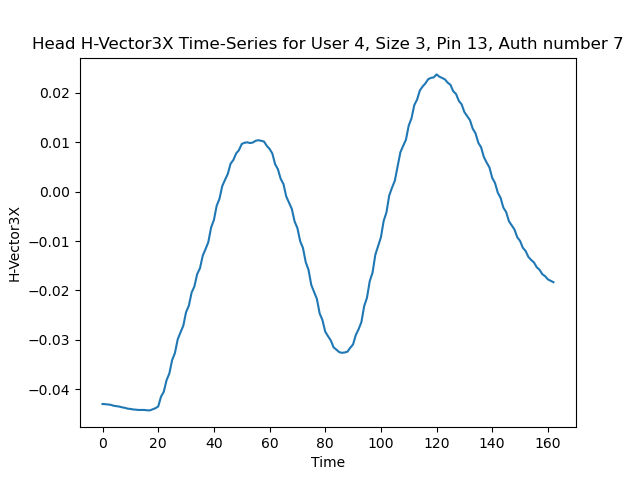 Head H-Vector3X Time-Series for User 4, Size 3, Pin 13, Auth number 7
0.02
0.01
0.00
−0.01
−0.02
−0.03
−0.04
H-Vector3X
0 20 40 60 80 100 120 140 160
Time